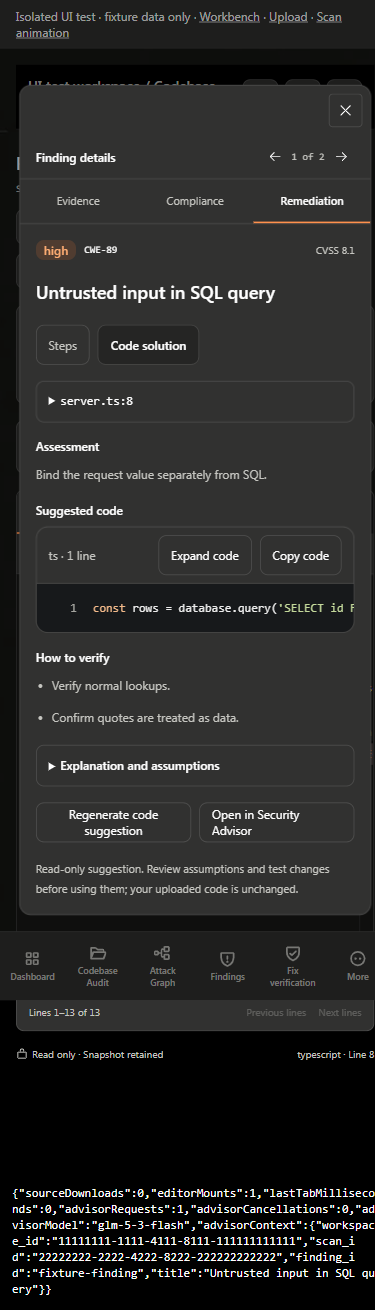 Isolated UI test · fixture data only · Workbench · Upload · Scan
animation
UI test workspace / Codebase
Finding details
← 1 of 2 →
Evidence Compliance Remediation
high CWE-89 CVSS 8.1
Untrusted input in SQL query
Steps Code solution
▶ server.ts:8
Assessment
Bind the request value separately from SQL.
Suggested code
ts · 1 line Expand code Copy code
1 const rows = database.query('SELECT id F
How to verify
• Verify normal lookups.
• Confirm quotes are treated as data.
▶ Explanation and assumptions
Regenerate code
suggestion
Open in Security
Advisor
Read-only suggestion. Review assumptions and test changes
before using them; your uploaded code is unchanged.
Dashboard
Codebase
Audit
Attack
Graph
Findings
Fix
verification
More
Lines 1–13 of 13 Previous lines Next lines
Read only · Snapshot retained typescript · Line 8
{"sourceDownloads":0,"editorMounts":1,"lastTabMilliseco
nds":0,"advisorRequests":1,"advisorCancellations":0,"ad
visorModel":"glm-5-3-flash","advisorContext":{"workspac
e_id":"11111111-1111-4111-8111-111111111111","scan_i
d":"22222222-2222-4222-8222-222222222222","finding_i
d":"fixture-finding","title":"Untrusted input in SQL qu
ery"}}